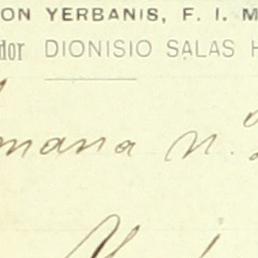 ON YERBANIS, F. I. M
dor DIONISIO SALAS H
mana n.